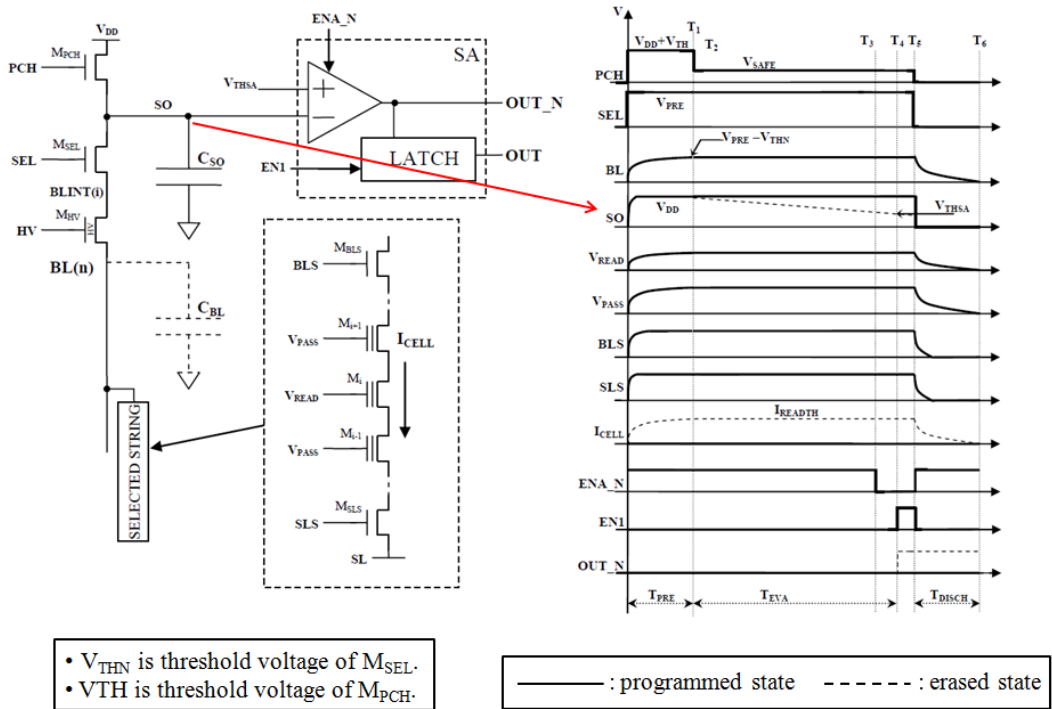 V_DD
M_PCH
PCH
SO
M_SEL
SEL
BLINT(i)
M_HV
HV
HV
BL(n)
C_SO
C_BL
SELECTED STRING
ENA_N
SA
V_THSA
+
−
OUT_N
LATCH
OUT
EN1
M_BLS
BLS
M_i+1
V_PASS
I_CELL
M_i
V_READ
M_i-1
V_PASS
M_SLS
SLS
SL
V
T_1
T_2
T_3
T_4
T_5
T_6
V_DD+V_TH
V_SAFE
PCH
V_PRE
SEL
V_PRE −V_THN
BL
V_DD
V_THSA
SO
V_READ
V_PASS
BLS
SLS
I_READTH
I_CELL
ENA_N
EN1
OUT_N
T_PRE
T_EVA
T_DISCH
• V_THN is threshold voltage of M_SEL.
• VTH is threshold voltage of M_PCH.
: programmed state
: erased state